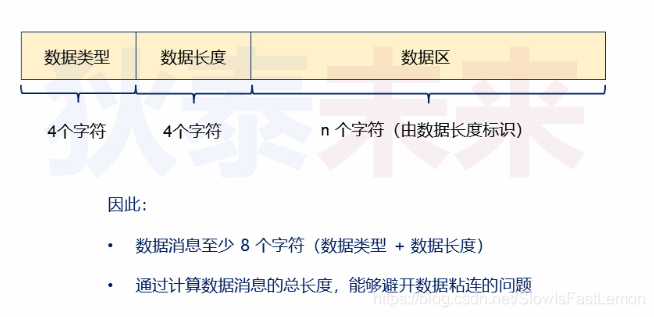 数据类型 数据长度 数据区
4个字符 4个字符 n 个字符（由数据长度标识）
狄泰未来
因此：
• 数据消息至少 8 个字符（数据类型 + 数据长度）
• 通过计算数据消息的总长度，能够避开数据粘连的问题
https://blog.csdn.net/SlowIsFastLemon